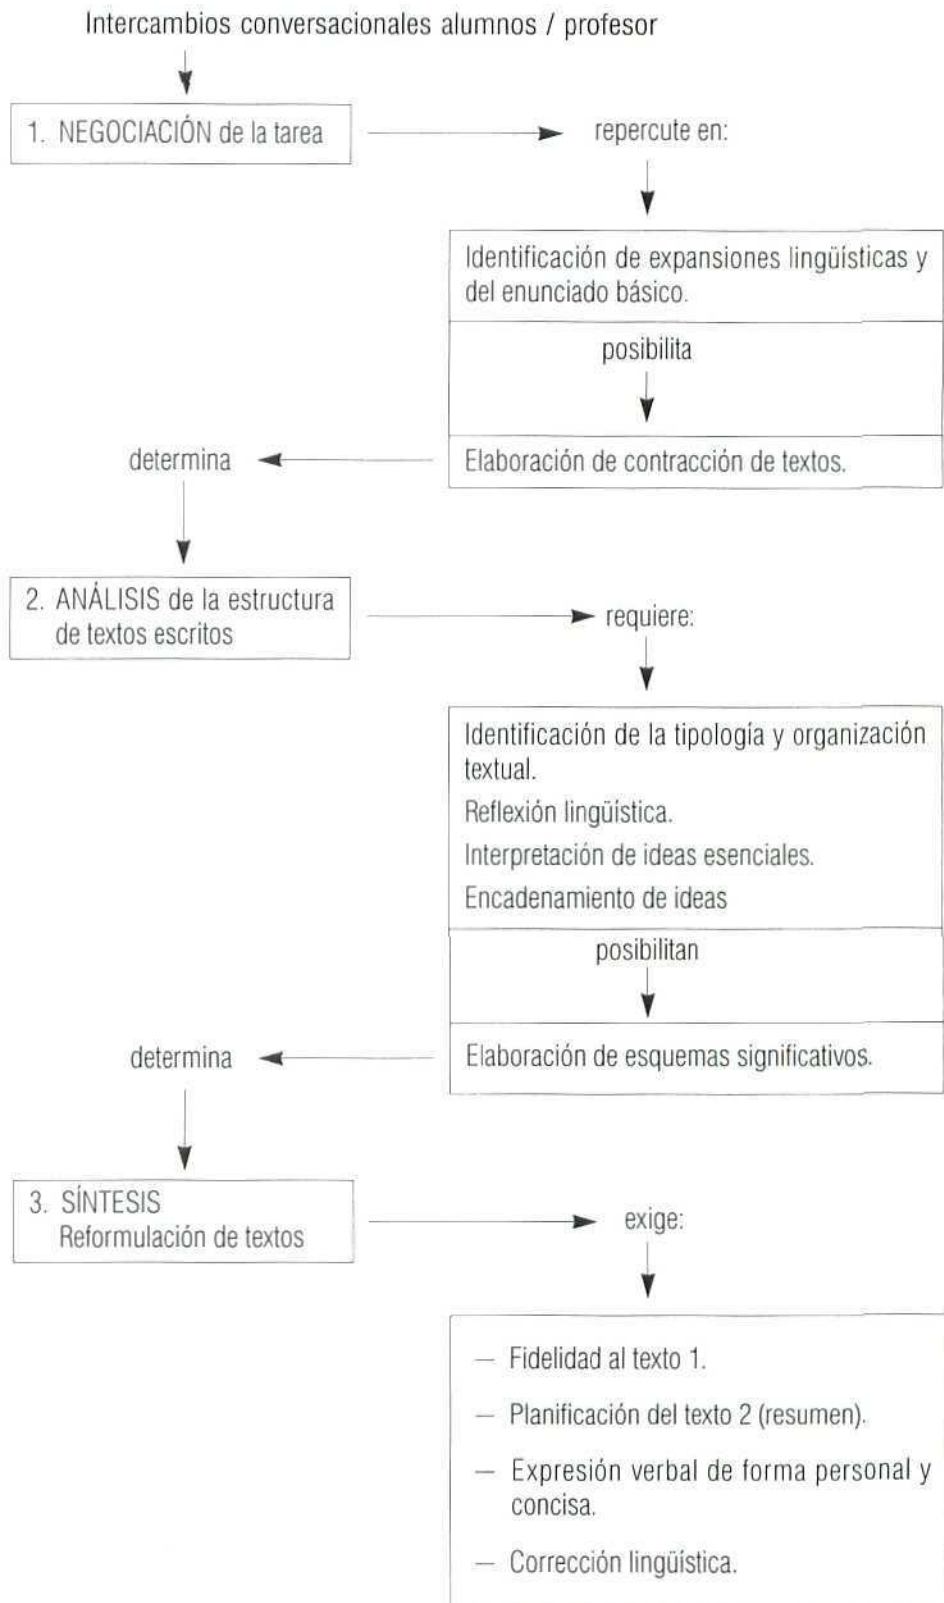 Intercambios conversacionales alumnos / profesor
1. NEGOCIACIÓN de la tarea
repercute en:
Identificación de expansiones lingüísticas y
del enunciado básico.
posibilita
determina
Elaboración de contracción de textos.
2. ANÁLISIS de la estructura
de textos escritos
requiere:
Identificación de la tipología y organización
textual.
Reflexión lingüística.
Interpretación de ideas esenciales.
Encadenamiento de ideas
posibilitan
determina
Elaboración de esquemas significativos.
3. SÍNTESIS
Reformulación de textos
exige:
— Fidelidad al texto 1.
— Planificación del texto 2 (resumen).
— Expresión verbal de forma personal y
concisa.
— Corrección lingüística.